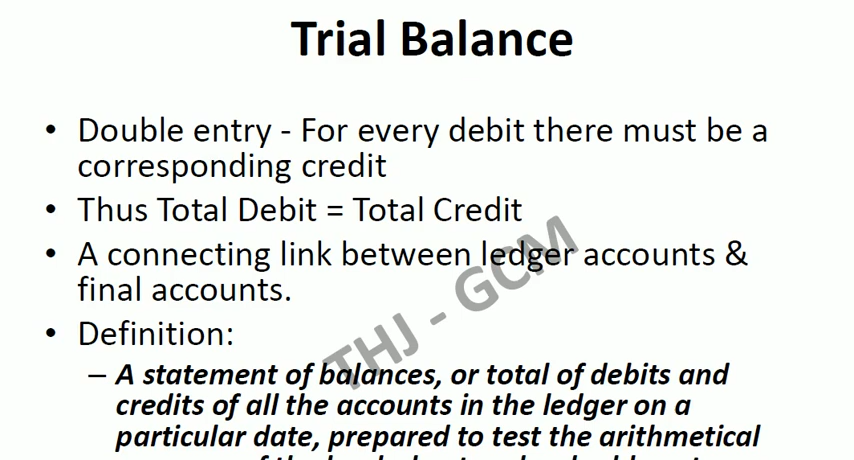 Trial Balance
• Double entry - For every debit there must be a
corresponding credit
• Thus Total Debit = Total Credit
• A connecting link between ledger accounts &
final accounts.
• Definition:
– A statement of balances, or total of debits and
credits of all the accounts in the ledger on a
particular date, prepared to test the arithmetical
THJ - GCM